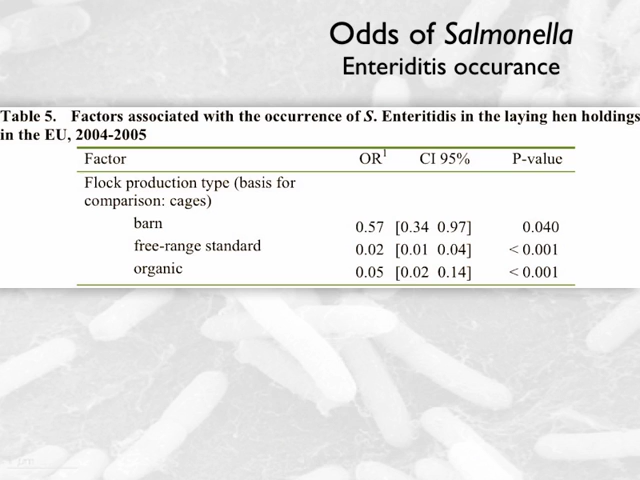 Odds of Salmonella
Enteriditis occurance
Table 5. Factors associated with the occurrence of S. Enteritidis in the laying hen holdings
in the EU, 2004-2005
Factor OR1 CI 95% P-value
Flock production type (basis for
comparison: cages)
barn 0.57 [0.34 0.97] 0.040
free-range standard 0.02 [0.01 0.04] < 0.001
organic 0.05 [0.02 0.14] < 0.001